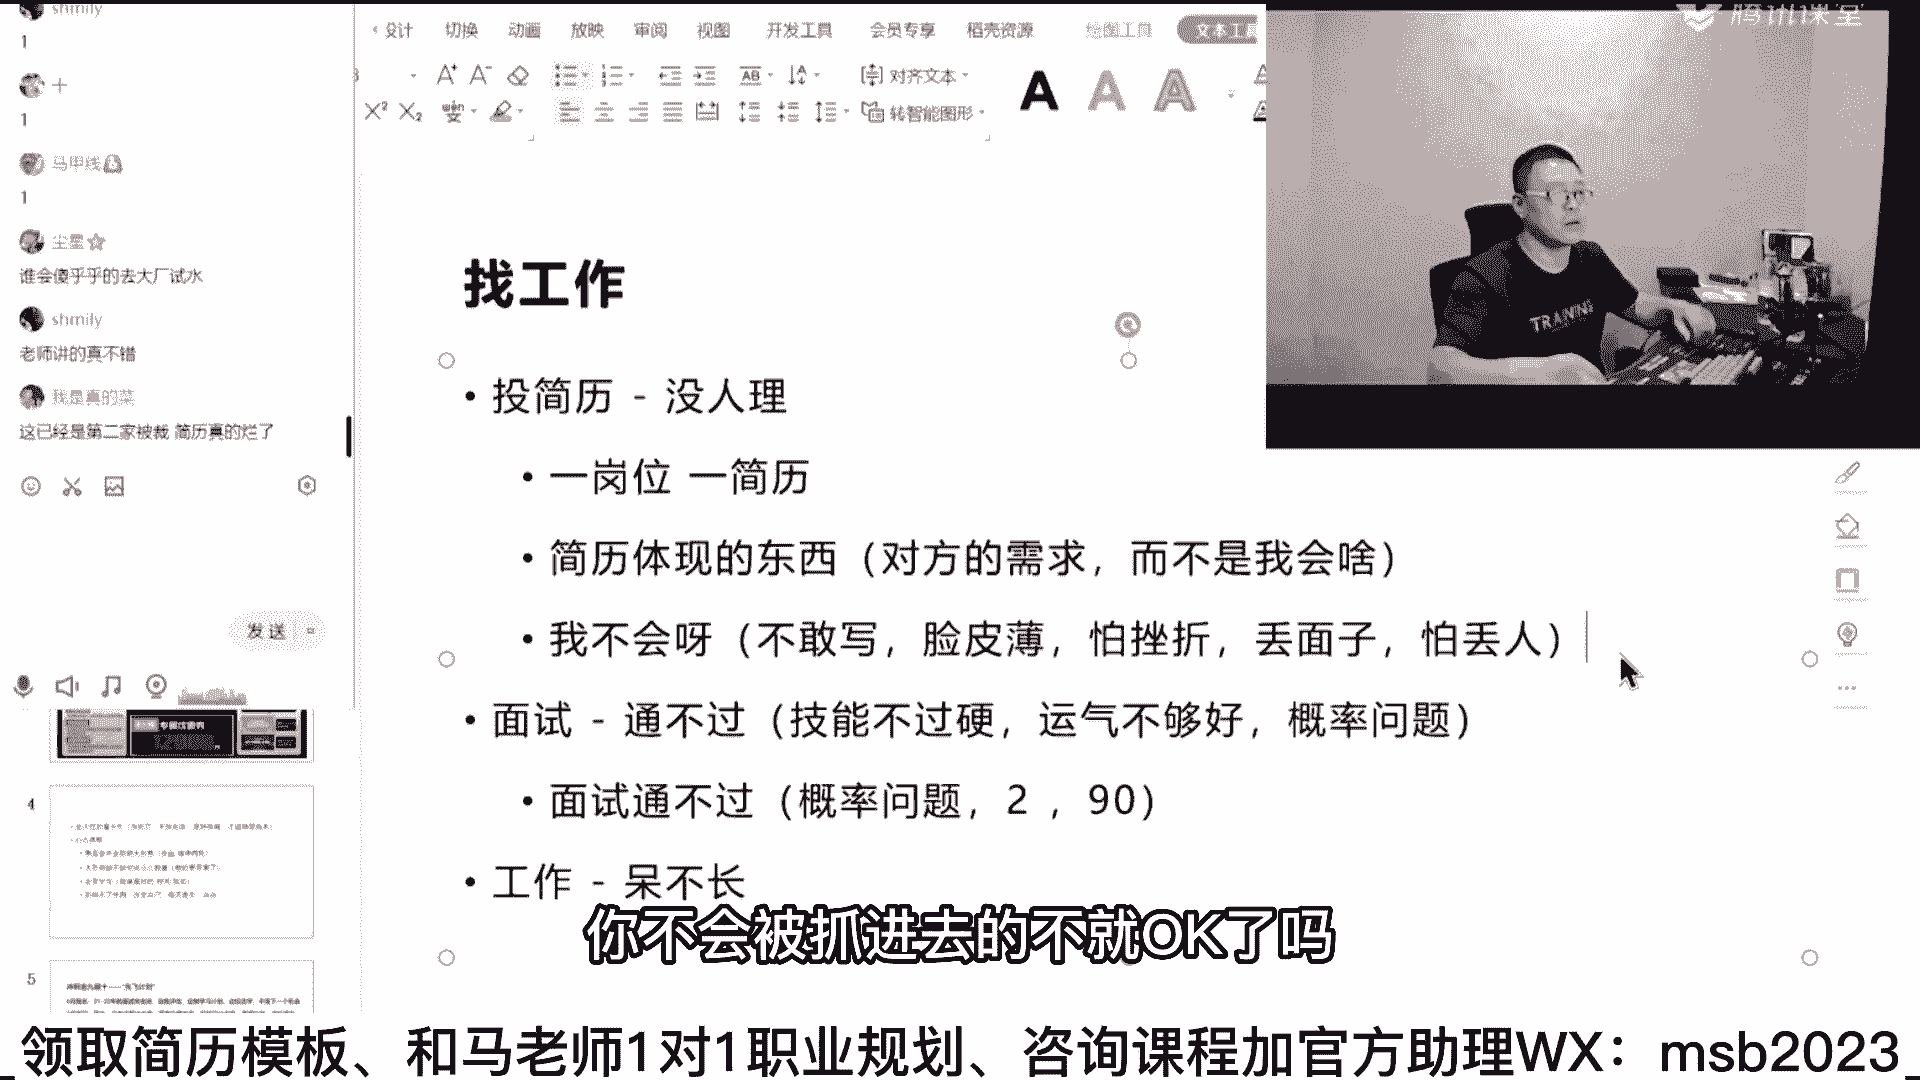 shmily
1
十
1
马甲线
1
尘星
谁会傻乎乎的去大厂试水
shmily
老师讲的真不错
我是真的菜
这已经是第二家被裁 简历真的烂了
发送
4
5
设计 切换 动画 放映 审阅 视图 开发工具 会员专享 稻壳资源 绘图工具 文本工具
对齐文本
转智能图形
腾讯课堂
TRAINING
找工作
• 投简历 - 没人理
• 一岗位 一简历
• 简历体现的东西（对方的需求，而不是我会啥）
• 我不会呀（不敢写，脸皮薄，怕挫折，丢面子，怕丢人）
• 面试 - 通不过（技能不过硬，运气不够好，概率问题）
• 面试通不过（概率问题，2 ，90）
• 工作 - 呆不长
你不会被抓进去的不就OK了吗
_领取简历模板、和马老师1对1职业规划、咨询课程加官方助理WX：msb2023_